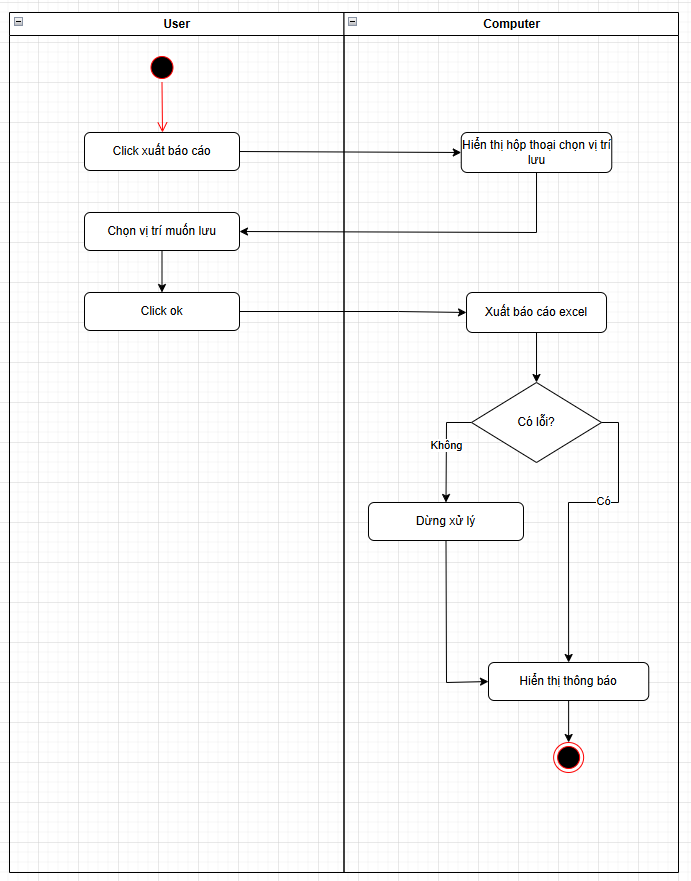 User
Computer
Click xuất báo cáo
Hiển thị hộp thoại chọn vị trí
lưu
Chọn vị trí muốn lưu
Click ok
Xuất báo cáo excel
Có lỗi?
Không
Có
Dừng xử lý
Hiển thị thông báo